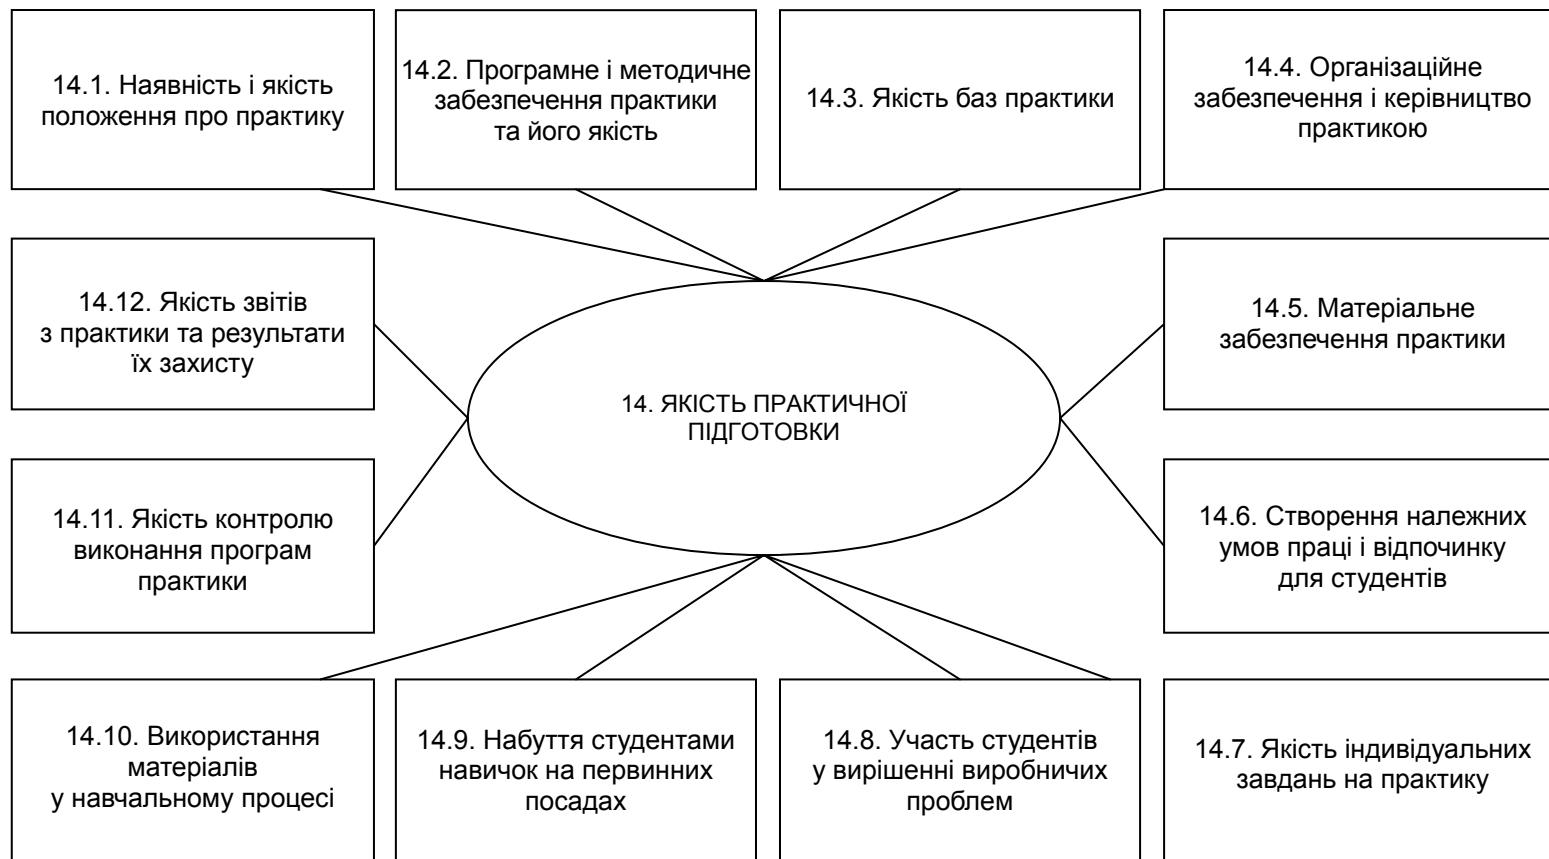 14.1. Наявність і якість
положення про практику
14.2. Програмне і методичне
забезпечення практики
та його якість
14.3. Якість баз практики
14.4. Організаційне
забезпечення і керівництво
практикою
14.12. Якість звітів
з практики та результати
їх захисту
14.5. Матеріальне
забезпечення практики
14. ЯКІСТЬ ПРАКТИЧНОЇ
ПІДГОТОВКИ
14.11. Якість контролю
виконання програм
практики
14.6. Створення належних
умов праці і відпочинку
для студентів
14.10. Використання
матеріалів
у навчальному процесі
14.9. Набуття студентами
навичок на первинних
посадах
14.8. Участь студентів
у вирішенні виробничих
проблем
14.7. Якість індивідуальних
завдань на практику